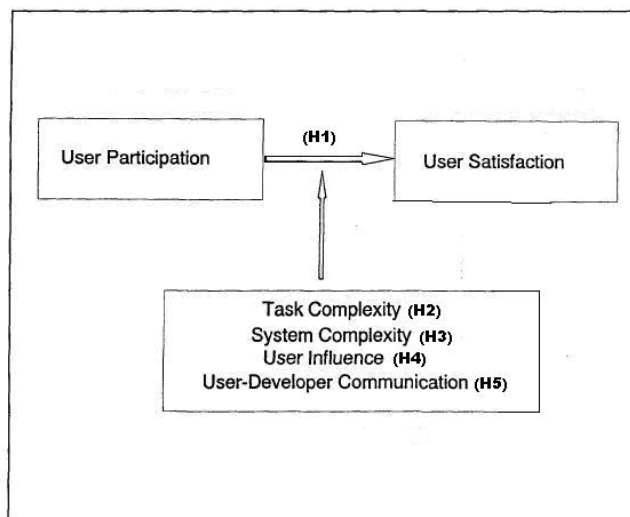 (H1)
User Participation
User Satisfaction
Task Complexity (H2)
System Complexity (H3)
User Influence (H4)
User-Developer Communication (H5)